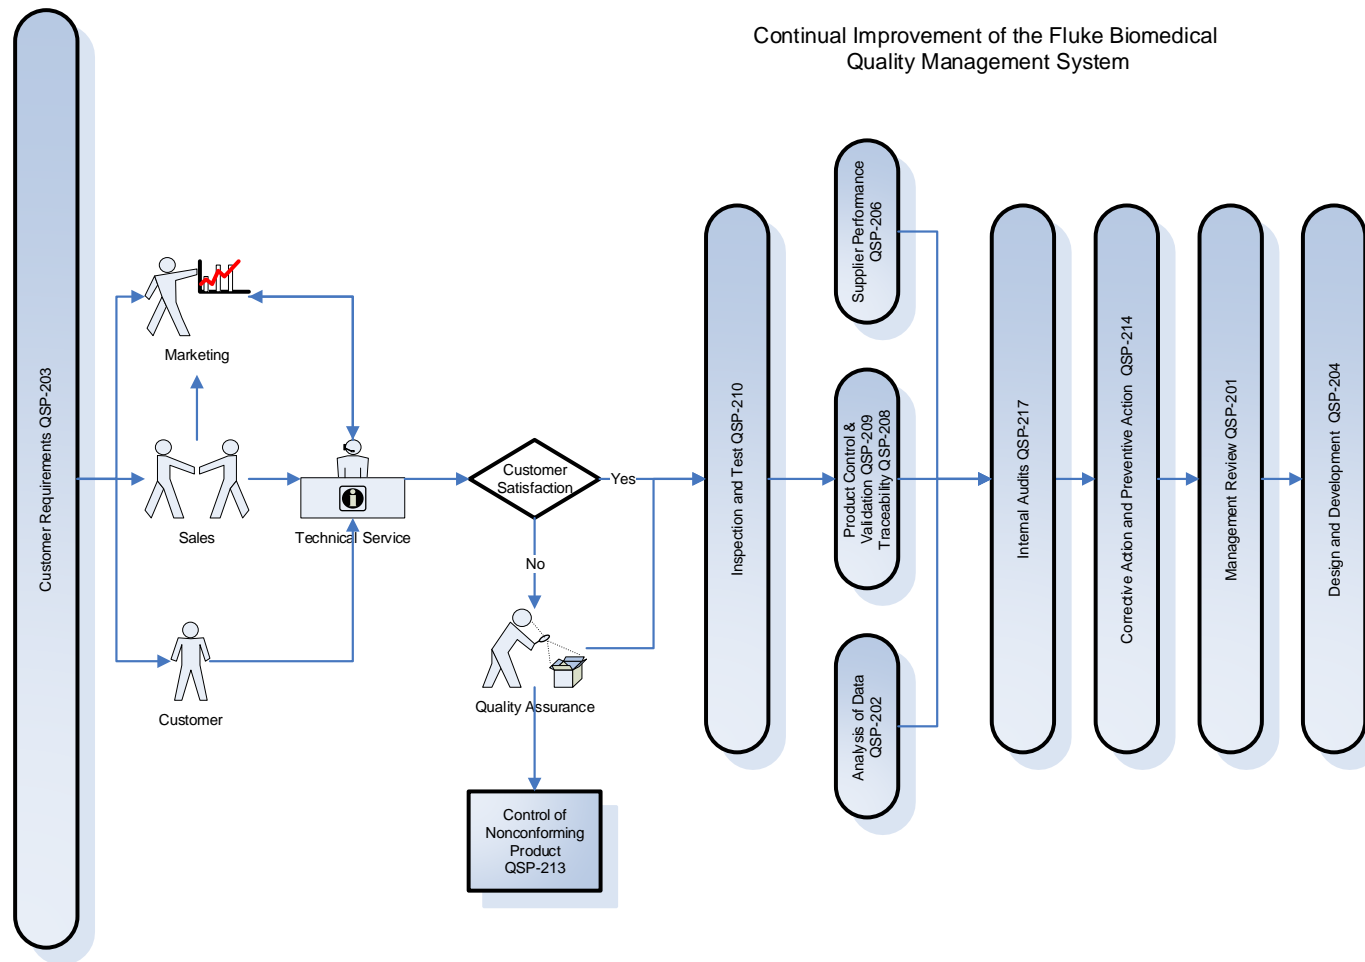 Continual Improvement of the Fluke Biomedical
Quality Management System
Customer Requirements QSP-203
Marketing
Sales
Customer
Technical Service
Customer
Satisfaction
Yes
No
Quality Assurance
Control of
Nonconforming
Product
QSP-213
Inspection and Test QSP-210
Supplier Performance
QSP-206
Product Control &
Validation QSP-209
Traceability QSP-208
Analysis of Data
QSP-202
Internal Audits QSP-217
Corrective Action and Preventive Action  QSP-214
Management Review QSP-201
Design and Development  QSP-204